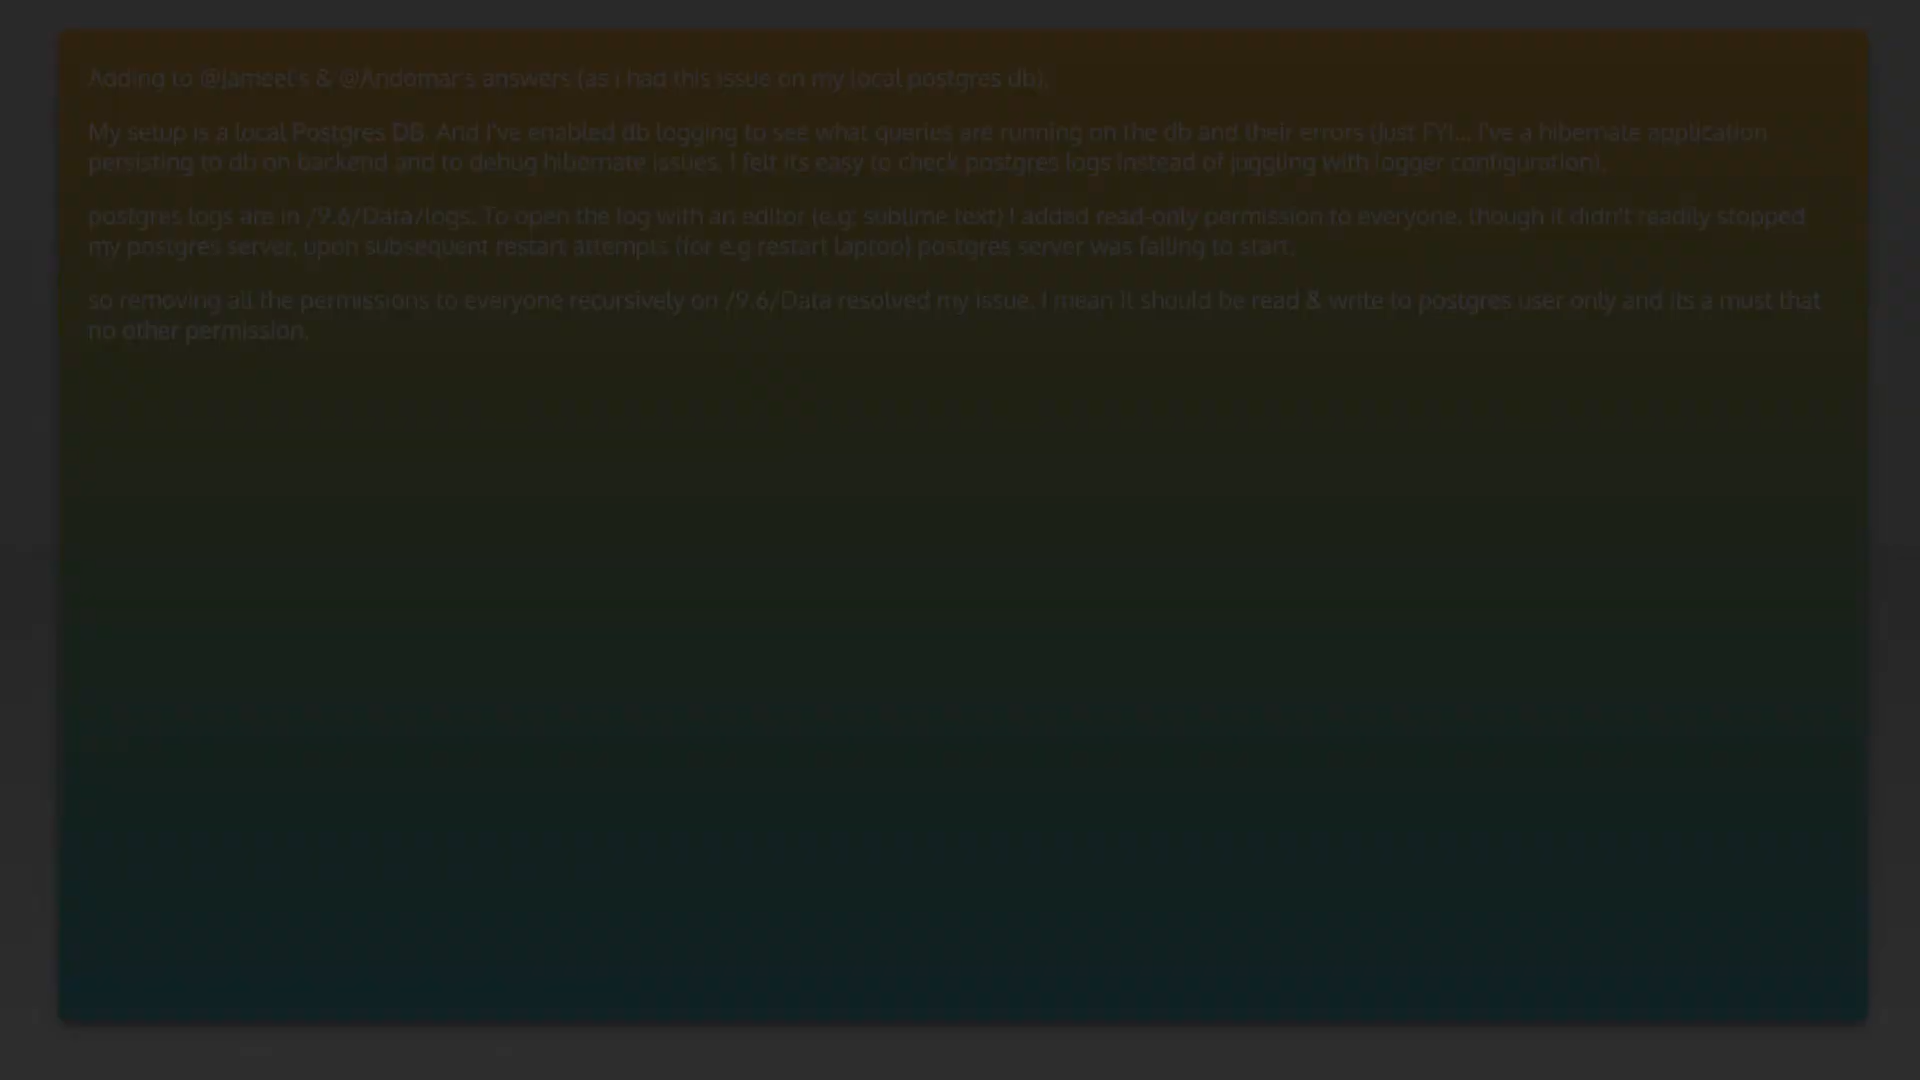 Adding to @Jameel's & @Andomar's answers (as i had this issue on my local postgres db).
My setup is a local Postgres DB. And I've enabled db logging to see what queries are running on the db and their errors (Just FYI... I've a hibernate application
persisting to db on backend and to debug hibernate issues, I felt its easy to check postgres logs instead of juggling with logger configuration).
postgres logs are in /9.6/Data/logs. To open the log with an editor (e.g. sublime text) I added read-only permission to everyone. though it didn't readily stopped
my postgres server, upon subsequent restart attempts (for e.g restart laptop) postgres server was failing to start.
so removing all the permissions to everyone recursively on /9.6/Data resolved my issue. I mean it should be read & write to postgres user only and its a must that
no other permission.